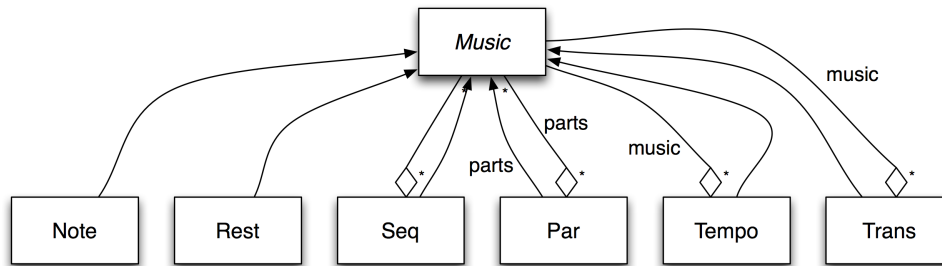 Music
music
* *
parts
music
parts
* * * *
Note Rest Seq Par Tempo Trans